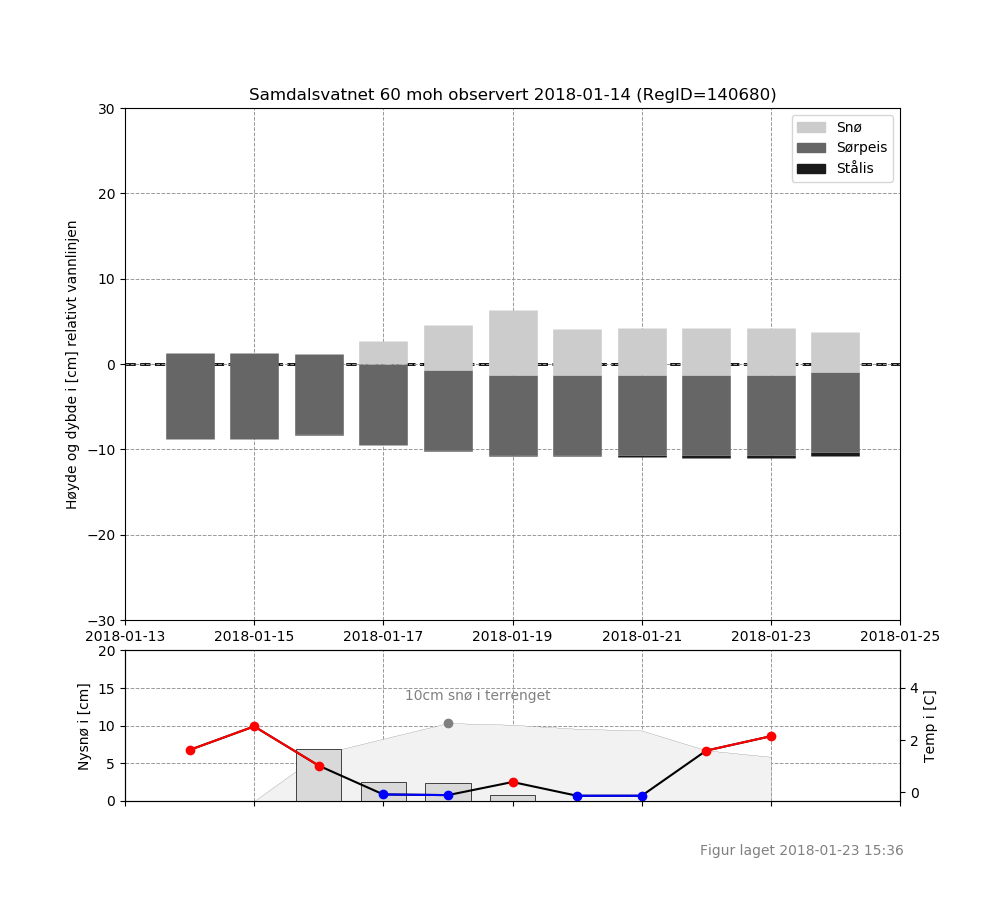 Samdalsvatnet 60 moh observert 2018-01-14 (RegID=140680)
Snø
Sørpeis
Stålis
Høyde og dybde i [cm] relativt vannlinjen
30
20
10
0
−10
−20
−30
2018-01-13 2018-01-15 2018-01-17 2018-01-19 2018-01-21 2018-01-23 2018-01-25
Nysnø i [cm]
20
15
10
5
0
10cm snø i terrenget
4
2
0
Temp i [C]
Figur laget 2018-01-23 15:36